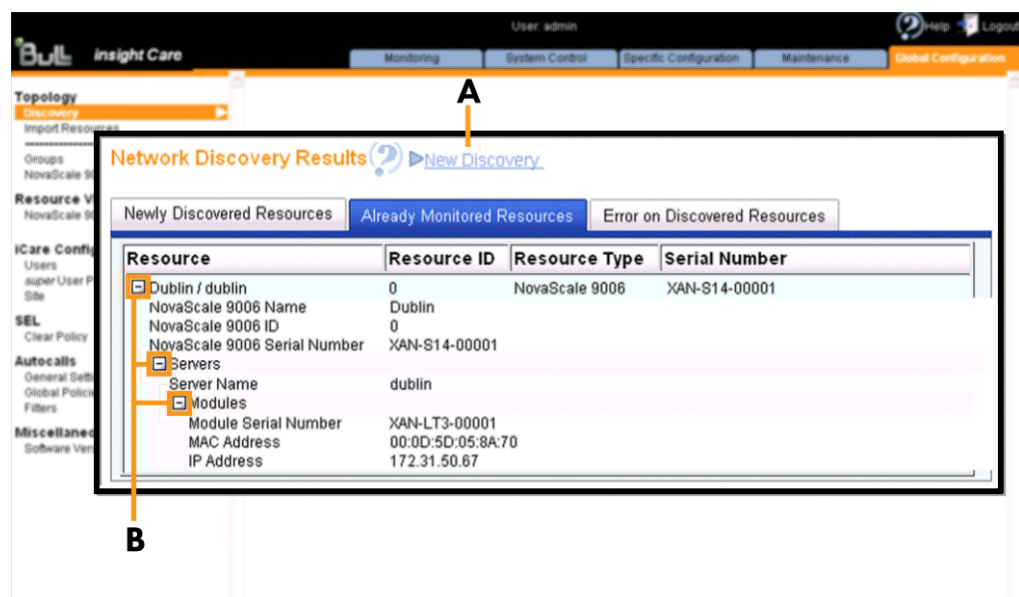 User: admin
Help Logout
Bull insight Care
Monitoring System Control Specific Configuration Maintenance Global Configuration
A
Topology
Discovery
Import Resources
Groups
NovaScale 90
Resource V
NovaScale 90
iCare Config
Users
super User P
Site
SEL
Clear Policy
Autocalls
General Setti
Global Policie
Filters
Miscellaneo
Software Vers
Network Discovery Results ? New Discovery
Newly Discovered Resources Already Monitored Resources Error on Discovered Resources
Resource Resource ID Resource Type Serial Number
Dublin / dublin 0 NovaScale 9006 XAN-S14-00001
NovaScale 9006 Name Dublin
NovaScale 9006 ID 0
NovaScale 9006 Serial Number XAN-S14-00001
Servers
Server Name dublin
Modules
Module Serial Number XAN-LT3-00001
MAC Address 00:0D:5D:05:8A:70
IP Address 172.31.50.67
B